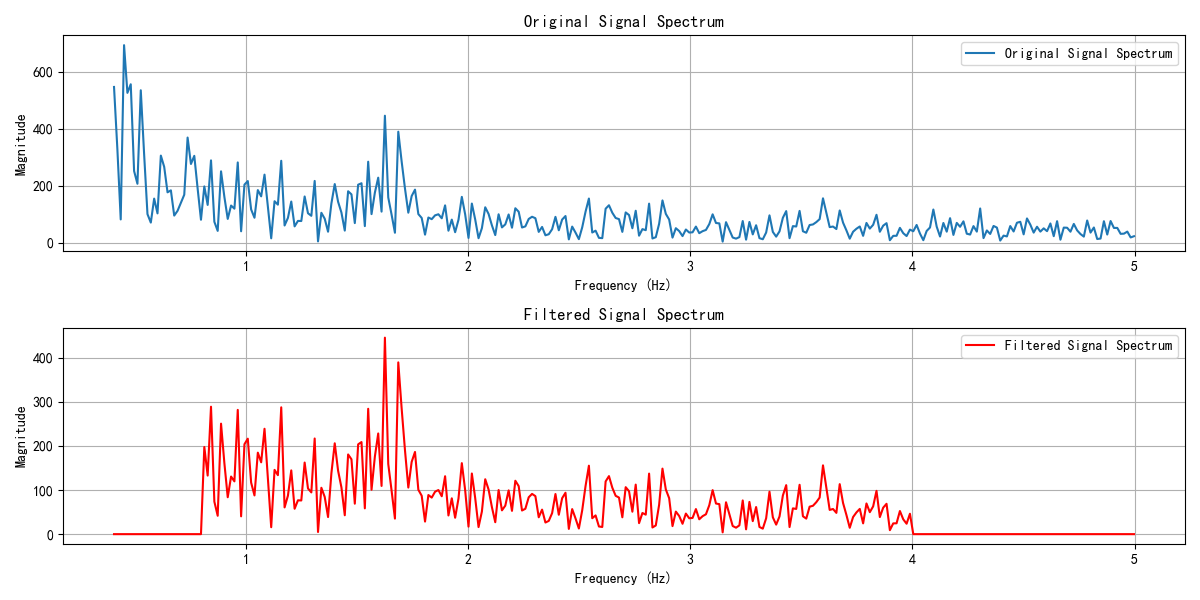 Original Signal Spectrum
Original Signal Spectrum
600
400
200
0
Magnitude
1
2
3
4
5
Frequency (Hz)
Filtered Signal Spectrum
Filtered Signal Spectrum
400
300
200
100
0
Magnitude
1
2
3
4
5
Frequency (Hz)